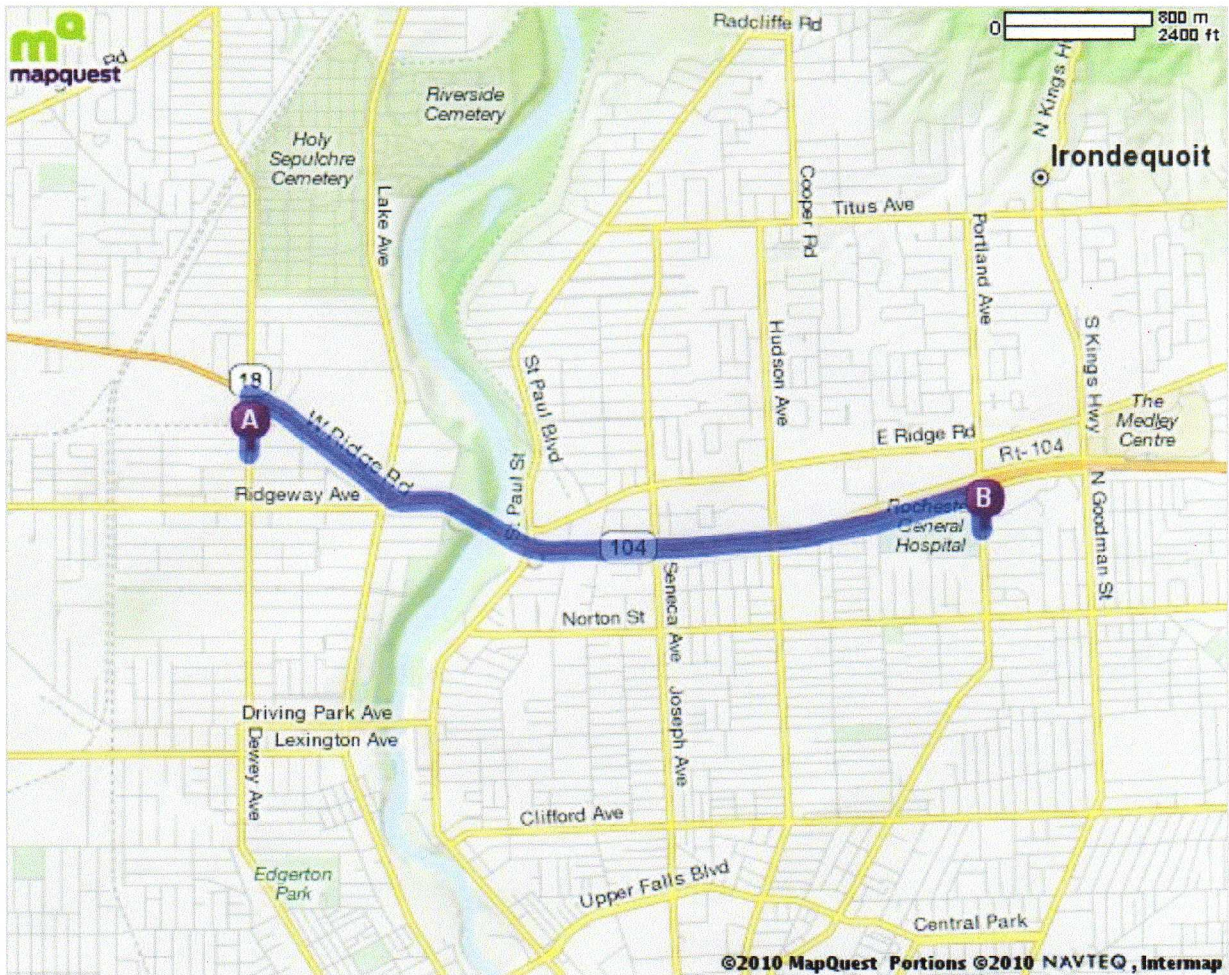 mapquest
Rd
Radcliffe Rd
0
800 m
2400 ft
Riverside
Cemetery
N Kings H
Holy
Sepulchre
Cemetery
Irondequoit
Lake Ave
Cooper Rd
Titus Ave
Portland Ave
S Kings Hwy
Hudson Ave
St Paul Blvd
18
A
The
Medley
Centre
W Ridge Rd
E Ridge Rd
Rt-104
St Paul St
Ridgeway Ave
B
Rocheste
General
Hospital
N Goodman St
104
Seneca Ave
Norton St
Joseph Ave
Driving Park Ave
Lexington Ave
Dewey Ave
Clifford Ave
Edgerton
Park
Upper Falls Blvd
Central Park
©2010 MapQuest Portions ©2010 NAVTEQ, Intermap